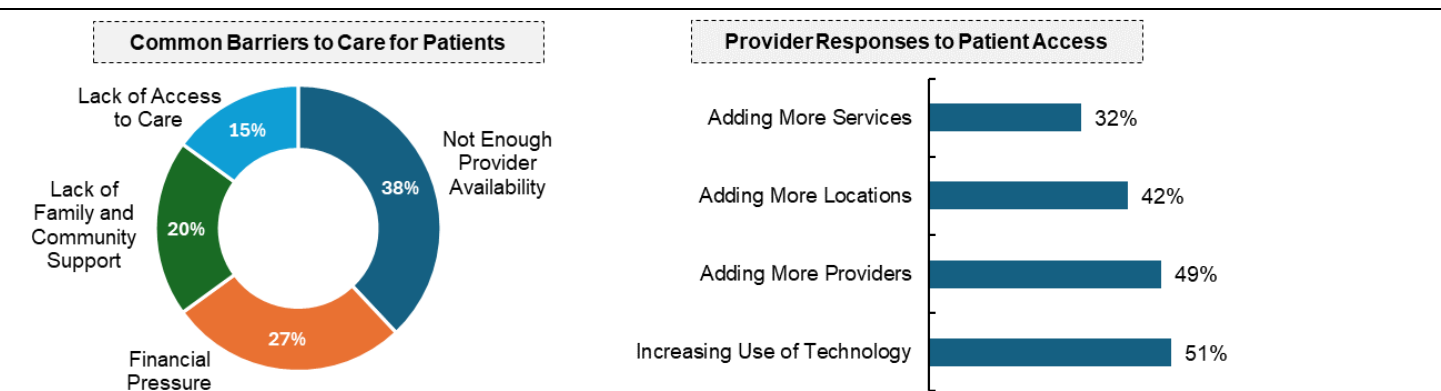 Common Barriers to Care for Patients
Lack of Access
to Care
15%
Not Enough
Provider
Availability
38%
Lack of
Family and
Community
Support
20%
27%
Financial
Pressure
Provider Responses to Patient Access
Adding More Services
32%
Adding More Locations
42%
Adding More Providers
49%
Increasing Use of Technology
51%